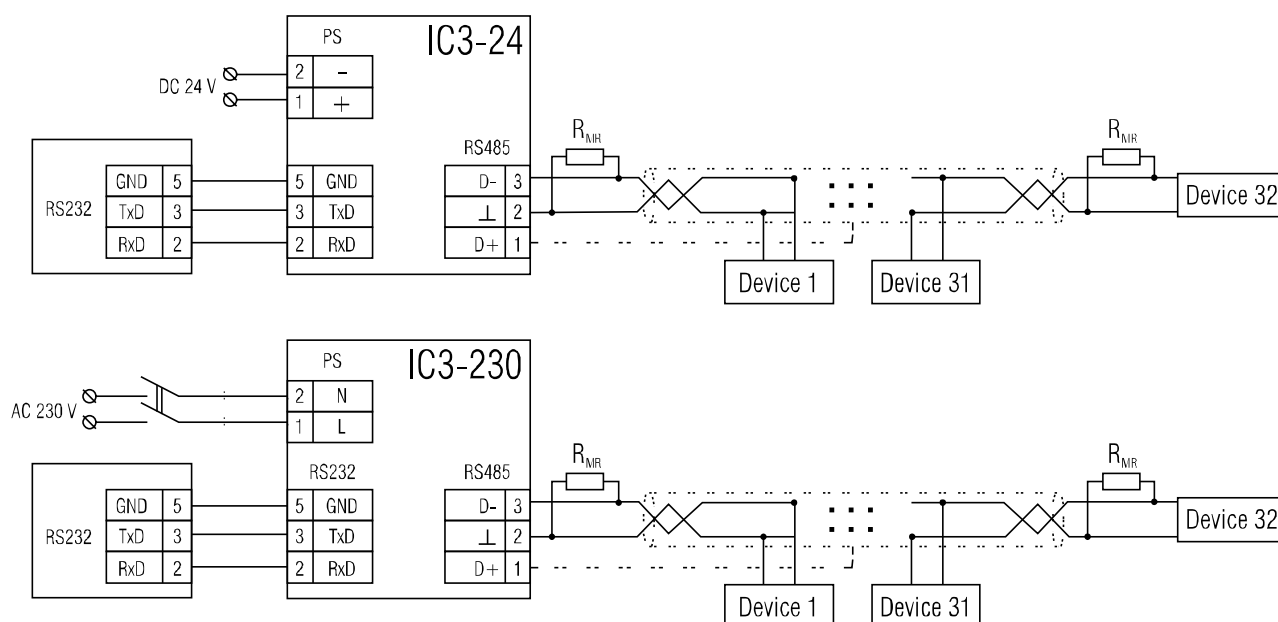 PS IC3-24
2 -
DC 24 V
1 +
RS485 R_MR R_MR
GND 5 5 GND D- 3
RS232 TxD 3 3 TxD ⊥ 2 Device 32
RxD 2 2 RxD D+ 1
Device 1 Device 31
PS IC3-230
2 N
AC 230 V
1 L
RS232 RS485 R_MR R_MR
GND 5 5 GND D- 3
RS232 TxD 3 3 TxD ⊥ 2 Device 32
RxD 2 2 RxD D+ 1
Device 1 Device 31